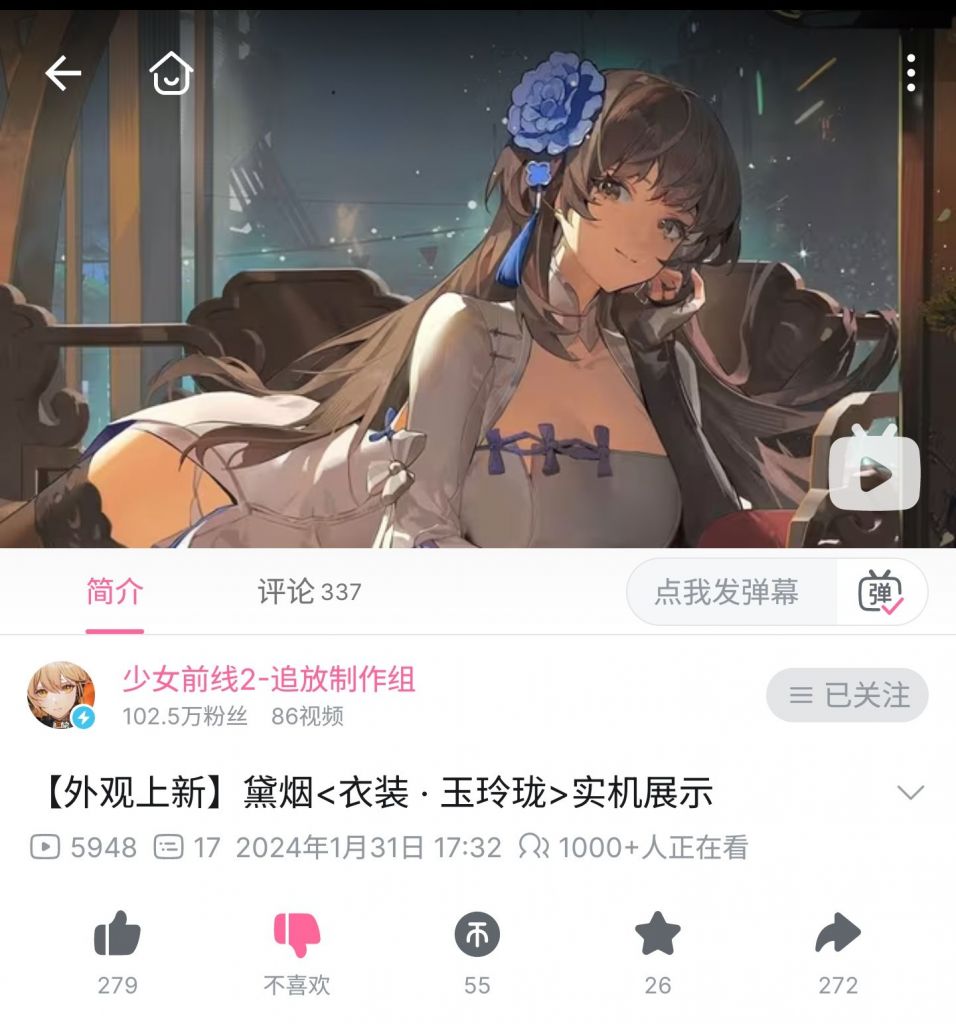 简介
评论 337
点我发弹幕
弹
少女前线2-追放制作组
102.5万粉丝 86视频
已关注
【外观上新】黛烟<衣装·玉玲珑>实机展示
5948 17 2024年1月31日 17:32 1000+人正在看
279
不喜欢
55
26
272